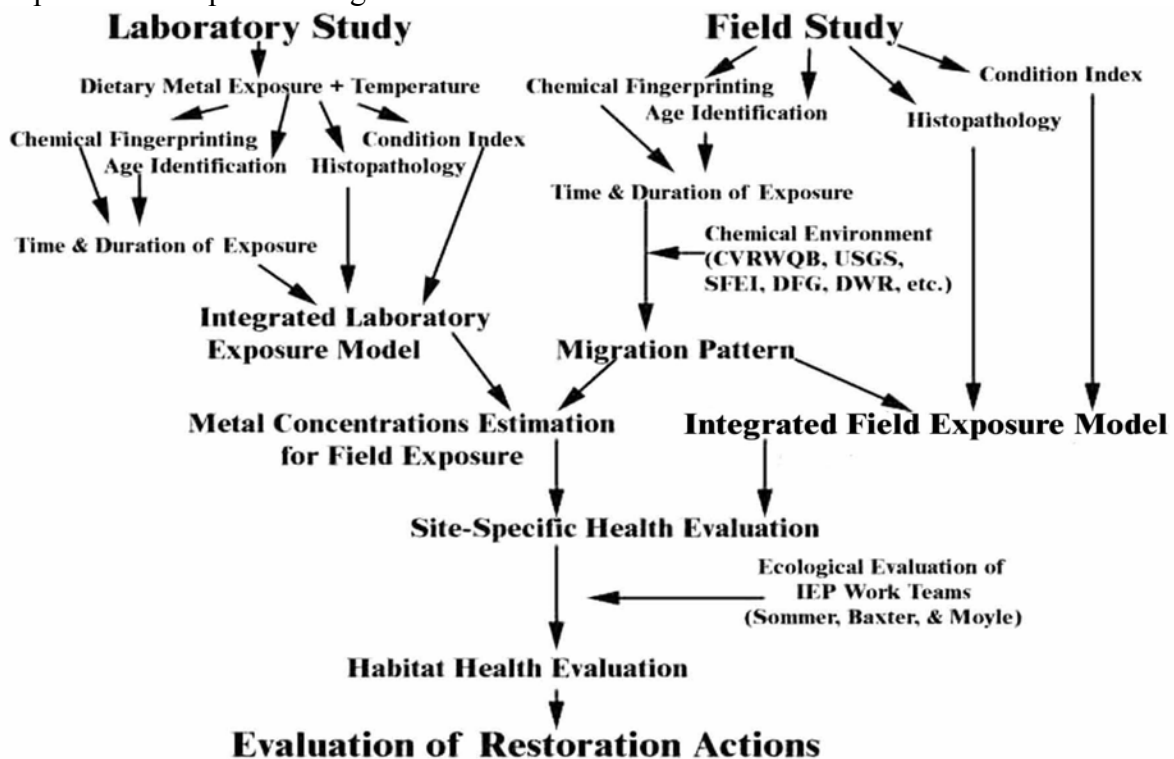 Laboratory Study
Field Study
Dietary Metal Exposure + Temperature
Chemical Fingerprinting
Age Identification
Condition Index
Histopathology
Chemical Fingerprinting
Condition Index
Age Identification
Histopathology
Time & Duration of Exposure
Time & Duration of Exposure
Chemical Environment
(CVRWQB, USGS,
SFEI, DFG, DWR, etc.)
Integrated Laboratory
Exposure Model
Migration Pattern
Metal Concentrations Estimation
for Field Exposure
Integrated Field Exposure Model
Site-Specific Health Evaluation
Ecological Evaluation of
IEP Work Teams
(Sommer, Baxter, & Moyle)
Habitat Health Evaluation
Evaluation of Restoration Actions